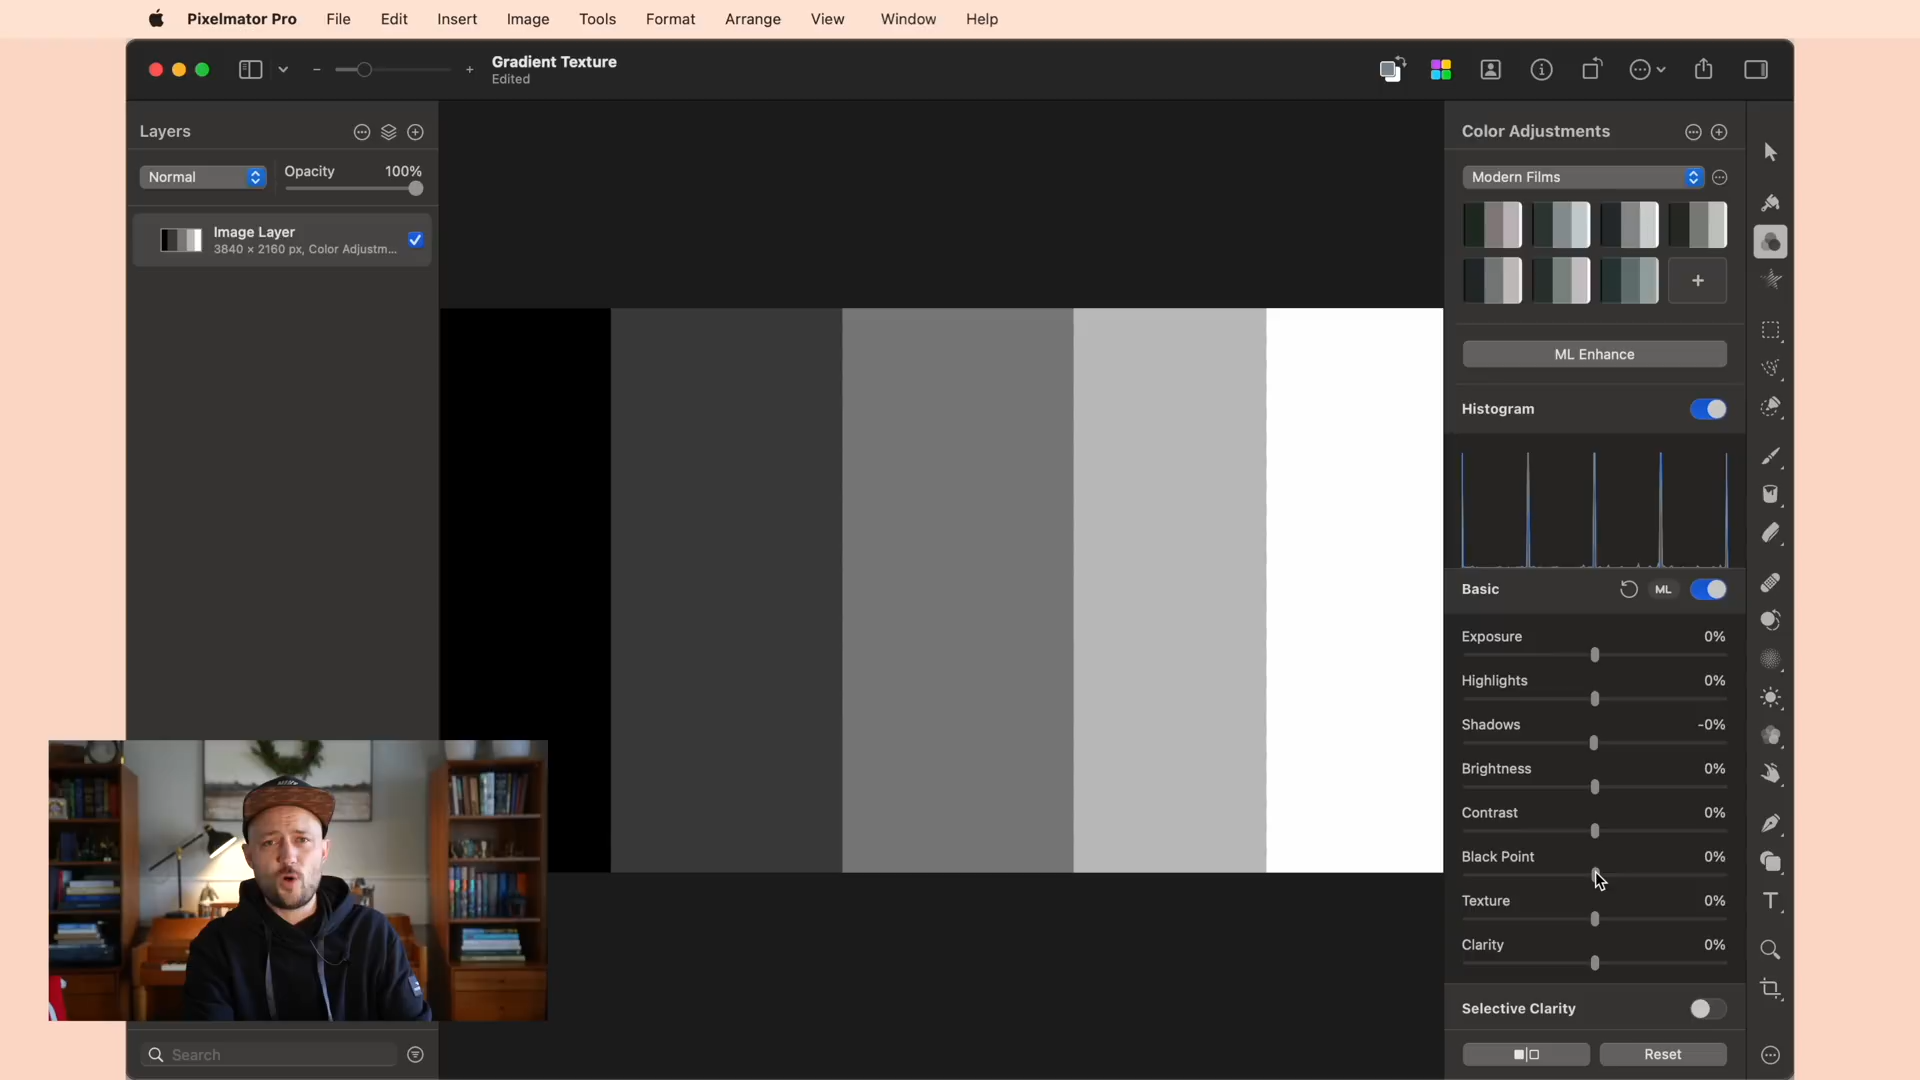 Pixelmator Pro File Edit Insert Image Tools Format Arrange View Window Help
Gradient Texture
Edited
Layers
Normal
Opacity 100%
Image Layer
3840 × 2160 px, Color Adjustm...
Search
Color Adjustments
Modern Films
ML Enhance
Histogram
Basic ML
Exposure 0%
Highlights 0%
Shadows -0%
Brightness 0%
Contrast 0%
Black Point 0%
Texture 0%
Clarity 0%
Selective Clarity
Reset